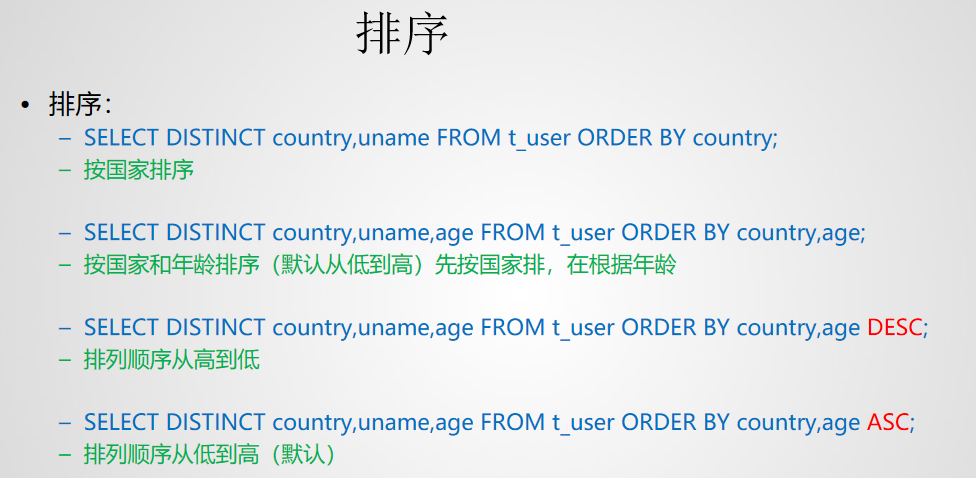 排序
• 排序：
– SELECT DISTINCT country,uname FROM t_user ORDER BY country;
– 按国家排序
– SELECT DISTINCT country,uname,age FROM t_user ORDER BY country,age;
– 按国家和年龄排序（默认从低到高）先按国家排，在根据年龄
– SELECT DISTINCT country,uname,age FROM t_user ORDER BY country,age DESC;
– 排列顺序从高到低
– SELECT DISTINCT country,uname,age FROM t_user ORDER BY country,age ASC;
– 排列顺序从低到高（默认）